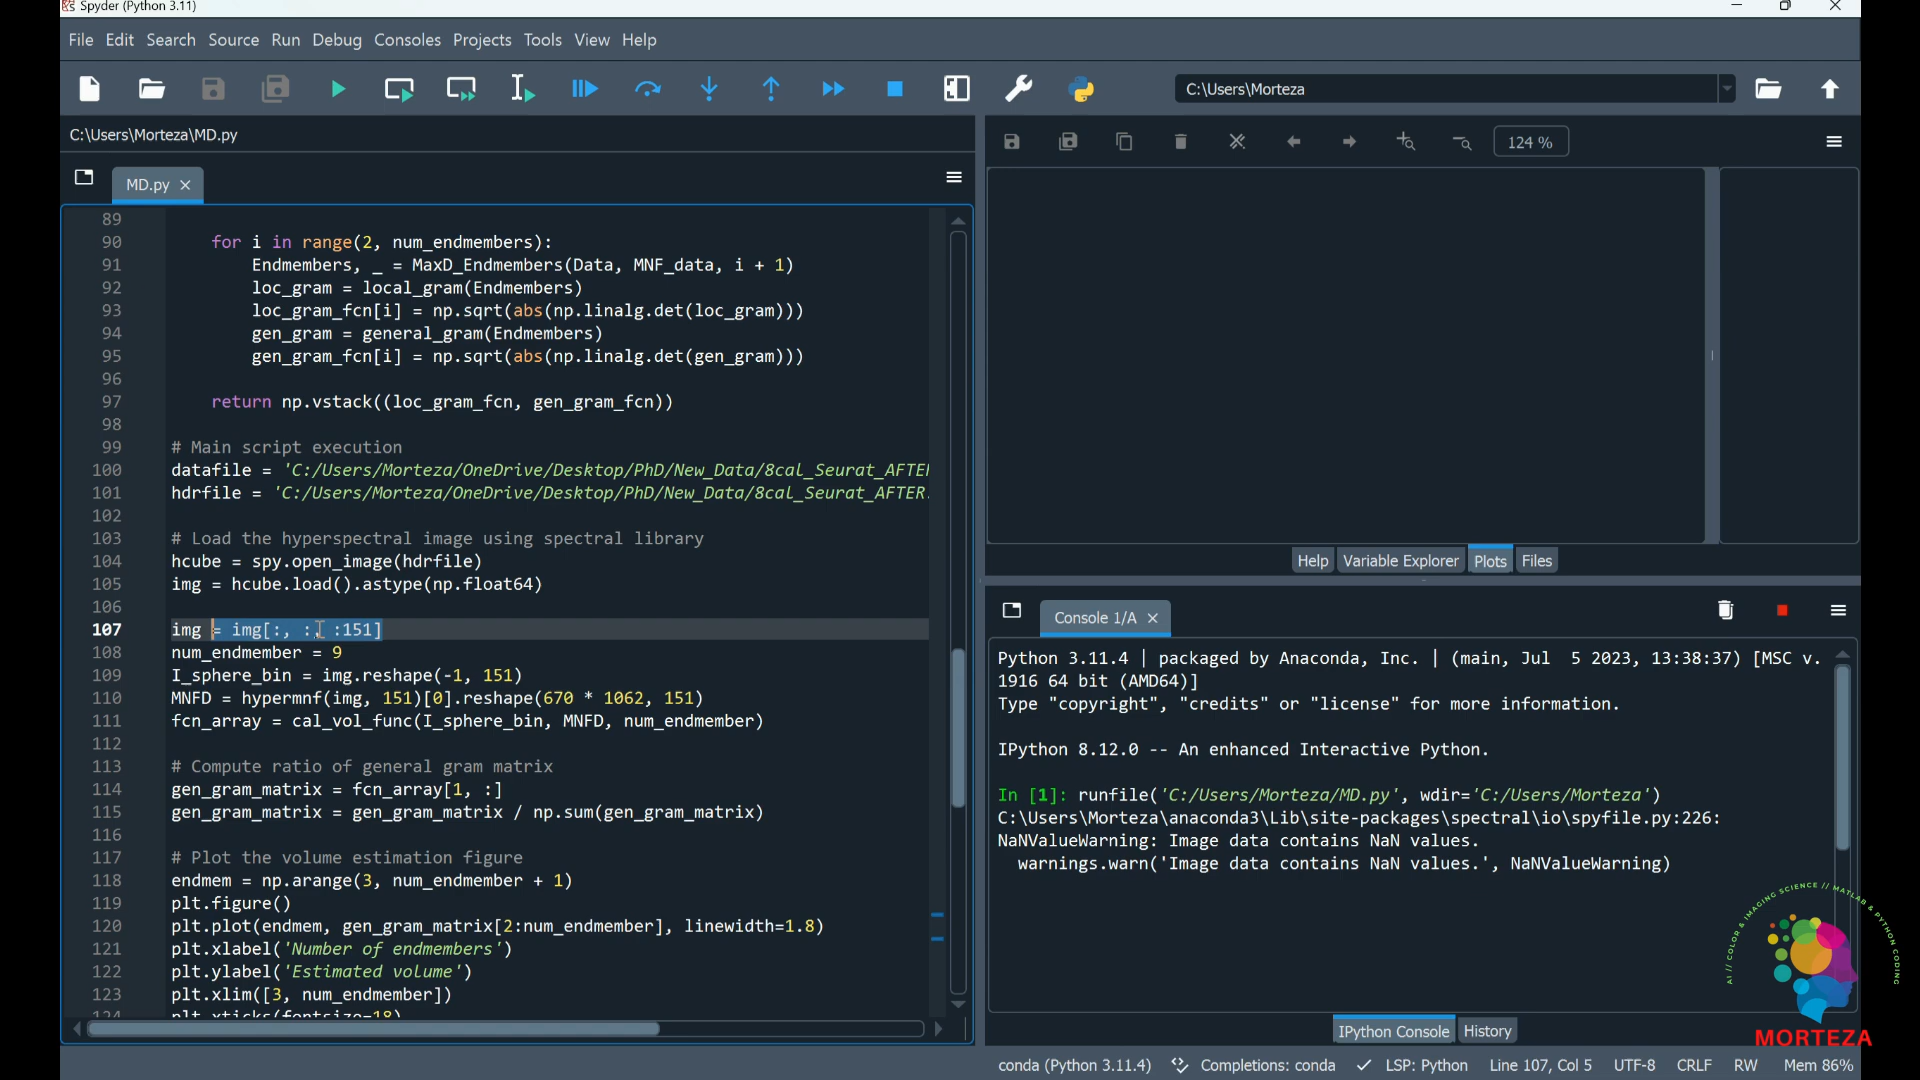 Spyder (Python 3.11)
File Edit Search Source Run Debug Consoles Projects Tools View Help
C:\Users\Morteza
C:\Users\Morteza\MD.py
MD.py
124 %
89
90 for i in range(2, num_endmembers):
91 Endmembers, _ = MaxD_Endmembers(Data, MNF_data, i + 1)
92 loc_gram = local_gram(Endmembers)
93 loc_gram_fcn[i] = np.sqrt(abs(np.linalg.det(loc_gram)))
94 gen_gram = general_gram(Endmembers)
95 gen_gram_fcn[i] = np.sqrt(abs(np.linalg.det(gen_gram)))
96
97 return np.vstack((loc_gram_fcn, gen_gram_fcn))
98
99 # Main script execution
100 datafile = 'C:/Users/Morteza/OneDrive/Desktop/PhD/New_Data/8cal_Seurat_AFTER
101 hdrfile = 'C:/Users/Morteza/OneDrive/Desktop/PhD/New_Data/8cal_Seurat_AFTER.
102
103 # Load the hyperspectral image using spectral library
104 hcube = spy.open_image(hdrfile)
105 img = hcube.load().astype(np.float64)
106
107 img = img[:, :, :151]
108 num_endmember = 9
109 I_sphere_bin = img.reshape(-1, 151)
110 MNFD = hypermnf(img, 151)[0].reshape(670 * 1062, 151)
111 fcn_array = cal_vol_func(I_sphere_bin, MNFD, num_endmember)
112
113 # Compute ratio of general gram matrix
114 gen_gram_matrix = fcn_array[1, :]
115 gen_gram_matrix = gen_gram_matrix / np.sum(gen_gram_matrix)
116
117 # Plot the volume estimation figure
118 endmem = np.arange(3, num_endmember + 1)
119 plt.figure()
120 plt.plot(endmem, gen_gram_matrix[2:num_endmember], linewidth=1.8)
121 plt.xlabel('Number of endmembers')
122 plt.ylabel('Estimated volume')
123 plt.xlim([3, num_endmember])
124 plt.xticks(fontsize=18)
Help Variable Explorer Plots Files
Console 1/A
Python 3.11.4 | packaged by Anaconda, Inc. | (main, Jul 5 2023, 13:38:37) [MSC v.
1916 64 bit (AMD64)]
Type "copyright", "credits" or "license" for more information.
IPython 8.12.0 -- An enhanced Interactive Python.
In [1]: runfile('C:/Users/Morteza/MD.py', wdir='C:/Users/Morteza')
C:\Users\Morteza\anaconda3\Lib\site-packages\spectral\io\spyfile.py:226:
NaNValueWarning: Image data contains NaN values.
warnings.warn('Image data contains NaN values.', NaNValueWarning)
AI // COLOR & IMAGING SCIENCE // MATLAB & PYTHON CODING
MORTEZA
IPython Console History
conda (Python 3.11.4) Completions: conda LSP: Python Line 107, Col 5 UTF-8 CRLF RW Mem 86%